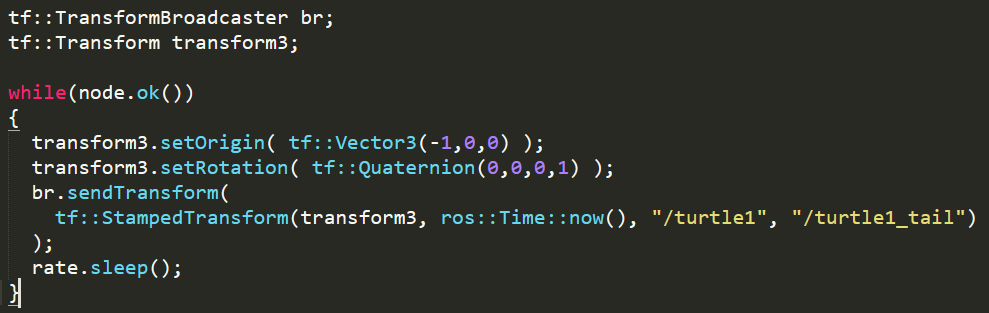 tf::TransformBroadcaster br;
tf::Transform transform3;
while(node.ok())
{
transform3.setOrigin( tf::Vector3(-1,0,0) );
transform3.setRotation( tf::Quaternion(0,0,0,1) );
br.sendTransform(
tf::StampedTransform(transform3, ros::Time::now(), "/turtle1", "/turtle1_tail")
);
rate.sleep();
}